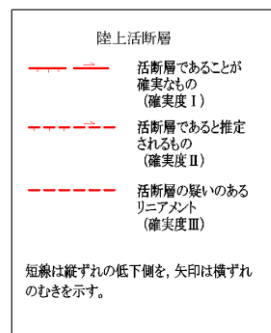 陸上活断層
活断層であることが
確実なもの
(確実度Ⅰ)
活断層であると推定
されるもの
(確実度Ⅱ)
活断層の疑いのある
リニアメント
(確実度Ⅲ)
短線は縦ずれの低下側を,矢印は横ずれ
のむきを示す。